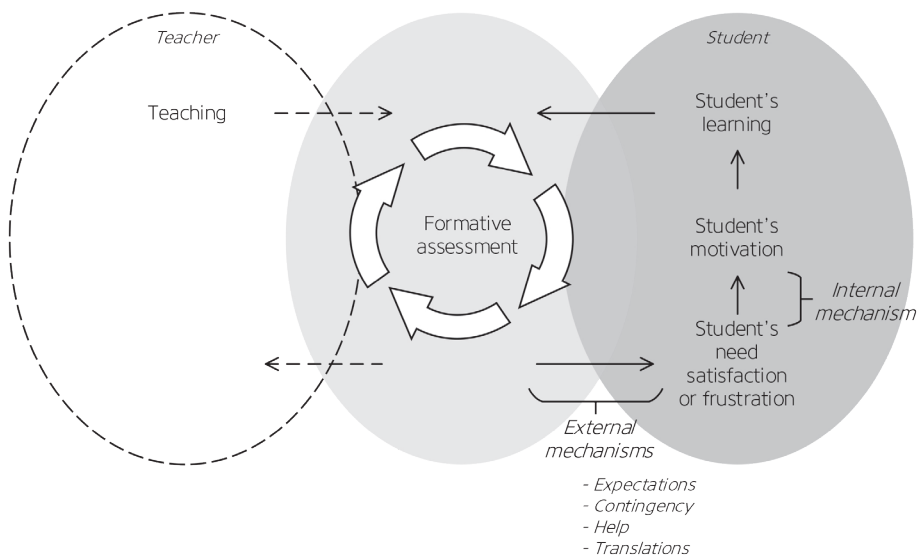 Teacher
Student
Teaching
Student's
learning
Formative
assessment
Student's
motivation
Internal
mechanism
Student's
need
satisfaction
or frustration
External
mechanisms
- Expectations
- Contingency
- Help
- Translations